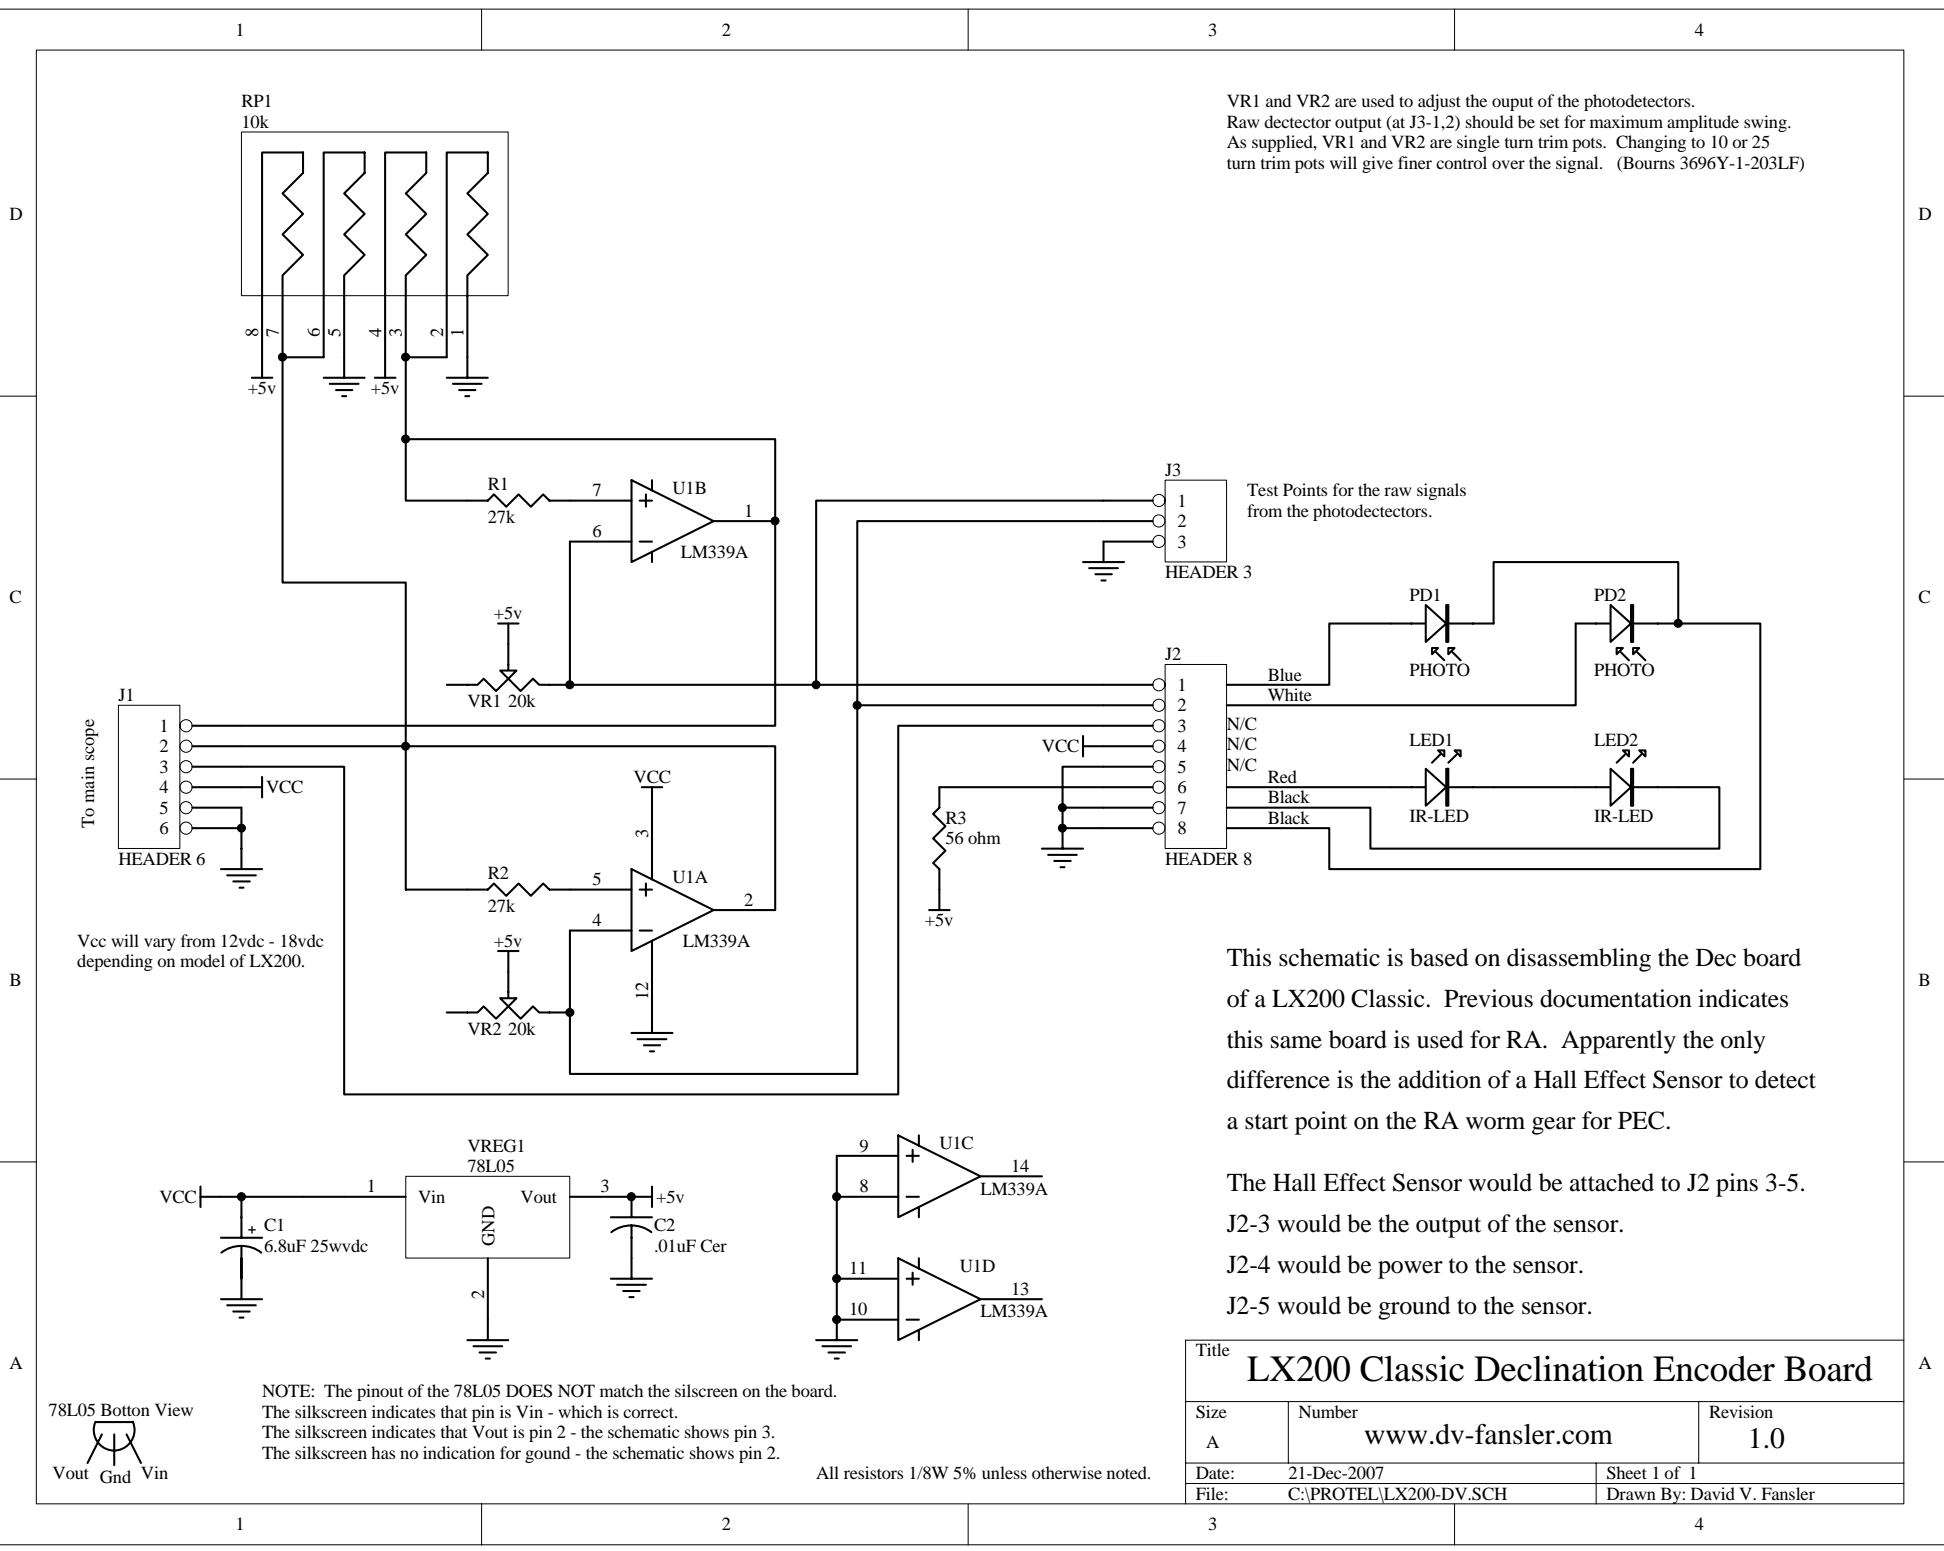 1
2
3
4
D
D
C
C
B
B
A
A
RP1
10k
8
7
6
5
4
3
2
1
+5v
+5v
VR1 and VR2 are used to adjust the ouput of the photodetectors.
Raw dectector output (at J3-1,2) should be set for maximum amplitude swing.
As supplied, VR1 and VR2 are single turn trim pots. Changing to 10 or 25
turn trim pots will give finer control over the signal. (Bourns 3696Y-1-203LF)
R1
27k
7
6
+
−
U1B
1
LM339A
+5v
VR1 20k
J3
1
2
3
HEADER 3
Test Points for the raw signals
from the photodectectors.
PD1
PHOTO
PD2
PHOTO
J2
1
2
3
4
5
6
7
8
HEADER 8
Blue
White
N/C
N/C
N/C
Red
Black
Black
VCC
LED1
IR-LED
LED2
IR-LED
R3
56 ohm
+5v
J1
To main scope
1
2
3
4
5
6
HEADER 6
VCC
Vcc will vary from 12vdc - 18vdc
depending on model of LX200.
VCC
3
R2
27k
5
4
+
−
U1A
2
LM339A
12
+5v
VR2 20k
This schematic is based on disassembling the Dec board
of a LX200 Classic. Previous documentation indicates
this same board is used for RA. Apparently the only
difference is the addition of a Hall Effect Sensor to detect
a start point on the RA worm gear for PEC.
The Hall Effect Sensor would be attached to J2 pins 3-5.
J2-3 would be the output of the sensor.
J2-4 would be power to the sensor.
J2-5 would be ground to the sensor.
VREG1
78L05
VCC
1
Vin
Vout
GND
3
+5v
2
+
C1
6.8uF 25wvdc
C2
.01uF Cer
9
8
+
−
U1C
14
LM339A
11
10
+
−
U1D
13
LM339A
NOTE: The pinout of the 78L05 DOES NOT match the silscreen on the board.
The silkscreen indicates that pin is Vin - which is correct.
The silkscreen indicates that Vout is pin 2 - the schematic shows pin 3.
The silkscreen has no indication for gound - the schematic shows pin 2.
78L05 Botton View
Vout Gnd Vin
All resistors 1/8W 5% unless otherwise noted.
Title
LX200 Classic Declination Encoder Board
Size
A
Number
www.dv-fansler.com
Revision
1.0
Date: 21-Dec-2007
Sheet 1 of 1
File: C:\PROTEL\LX200-DV.SCH
Drawn By: David V. Fansler
1
2
3
4